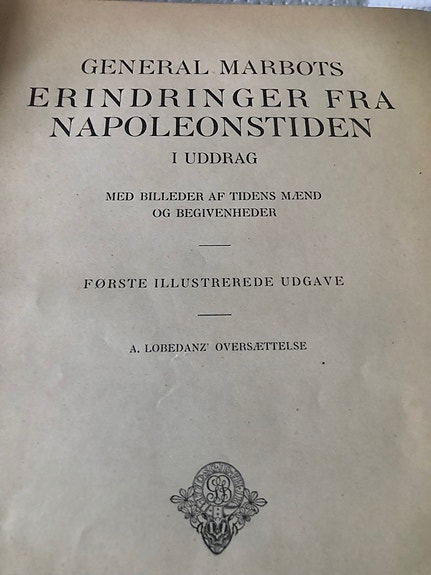 GENERAL MARBOTS
ERINDRINGER FRA
NAPOLEONSTIDEN
I UDDRAG
MED BILLEDER AF TIDENS MÆND
OG BEGIVENHEDER
FØRSTE ILLUSTREREDE UDGAVE
A. LOBEDANZ' OVERSÆTTELSE